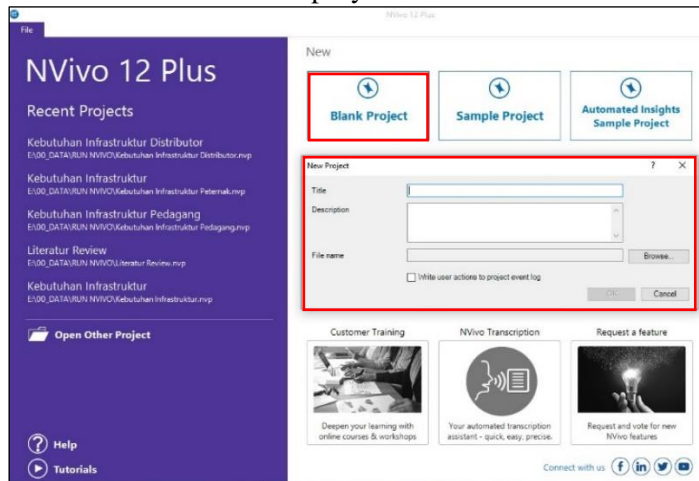 NVivo 12 Plus
File
NVivo 12 Plus
Recent Projects
Kebutuhan Infrastruktur Distributor
E:\00_DATA\RUN NVIVO\Kebutuhan Infrastruktur Distributor.nvp
Kebutuhan Infrastruktur
E:\00_DATA\RUN NVIVO\Kebutuhan Infrastruktur Peternak.nvp
Kebutuhan Infrastruktur Pedagang
E:\00_DATA\RUN NVIVO\Kebutuhan Infrastruktur Pedagang.nvp
Literatur Review
E:\00_DATA\RUN NVIVO\Literatur Review.nvp
Kebutuhan Infrastruktur
E:\00_DATA\RUN NVIVO\Kebutuhan Infrastruktur.nvp
Open Other Project
Help
Tutorials
New
Blank Project
Sample Project
Automated Insights
Sample Project
New Project ? X
Title
Description
File name Browse...
Write user actions to project event log
OK Cancel
Customer Training
Deepen your learning with
online courses & workshops
NVivo Transcription
Your automated transcription
assistant - quick, easy, precise.
Request a feature
Request and vote for new
NVivo features
Connect with us